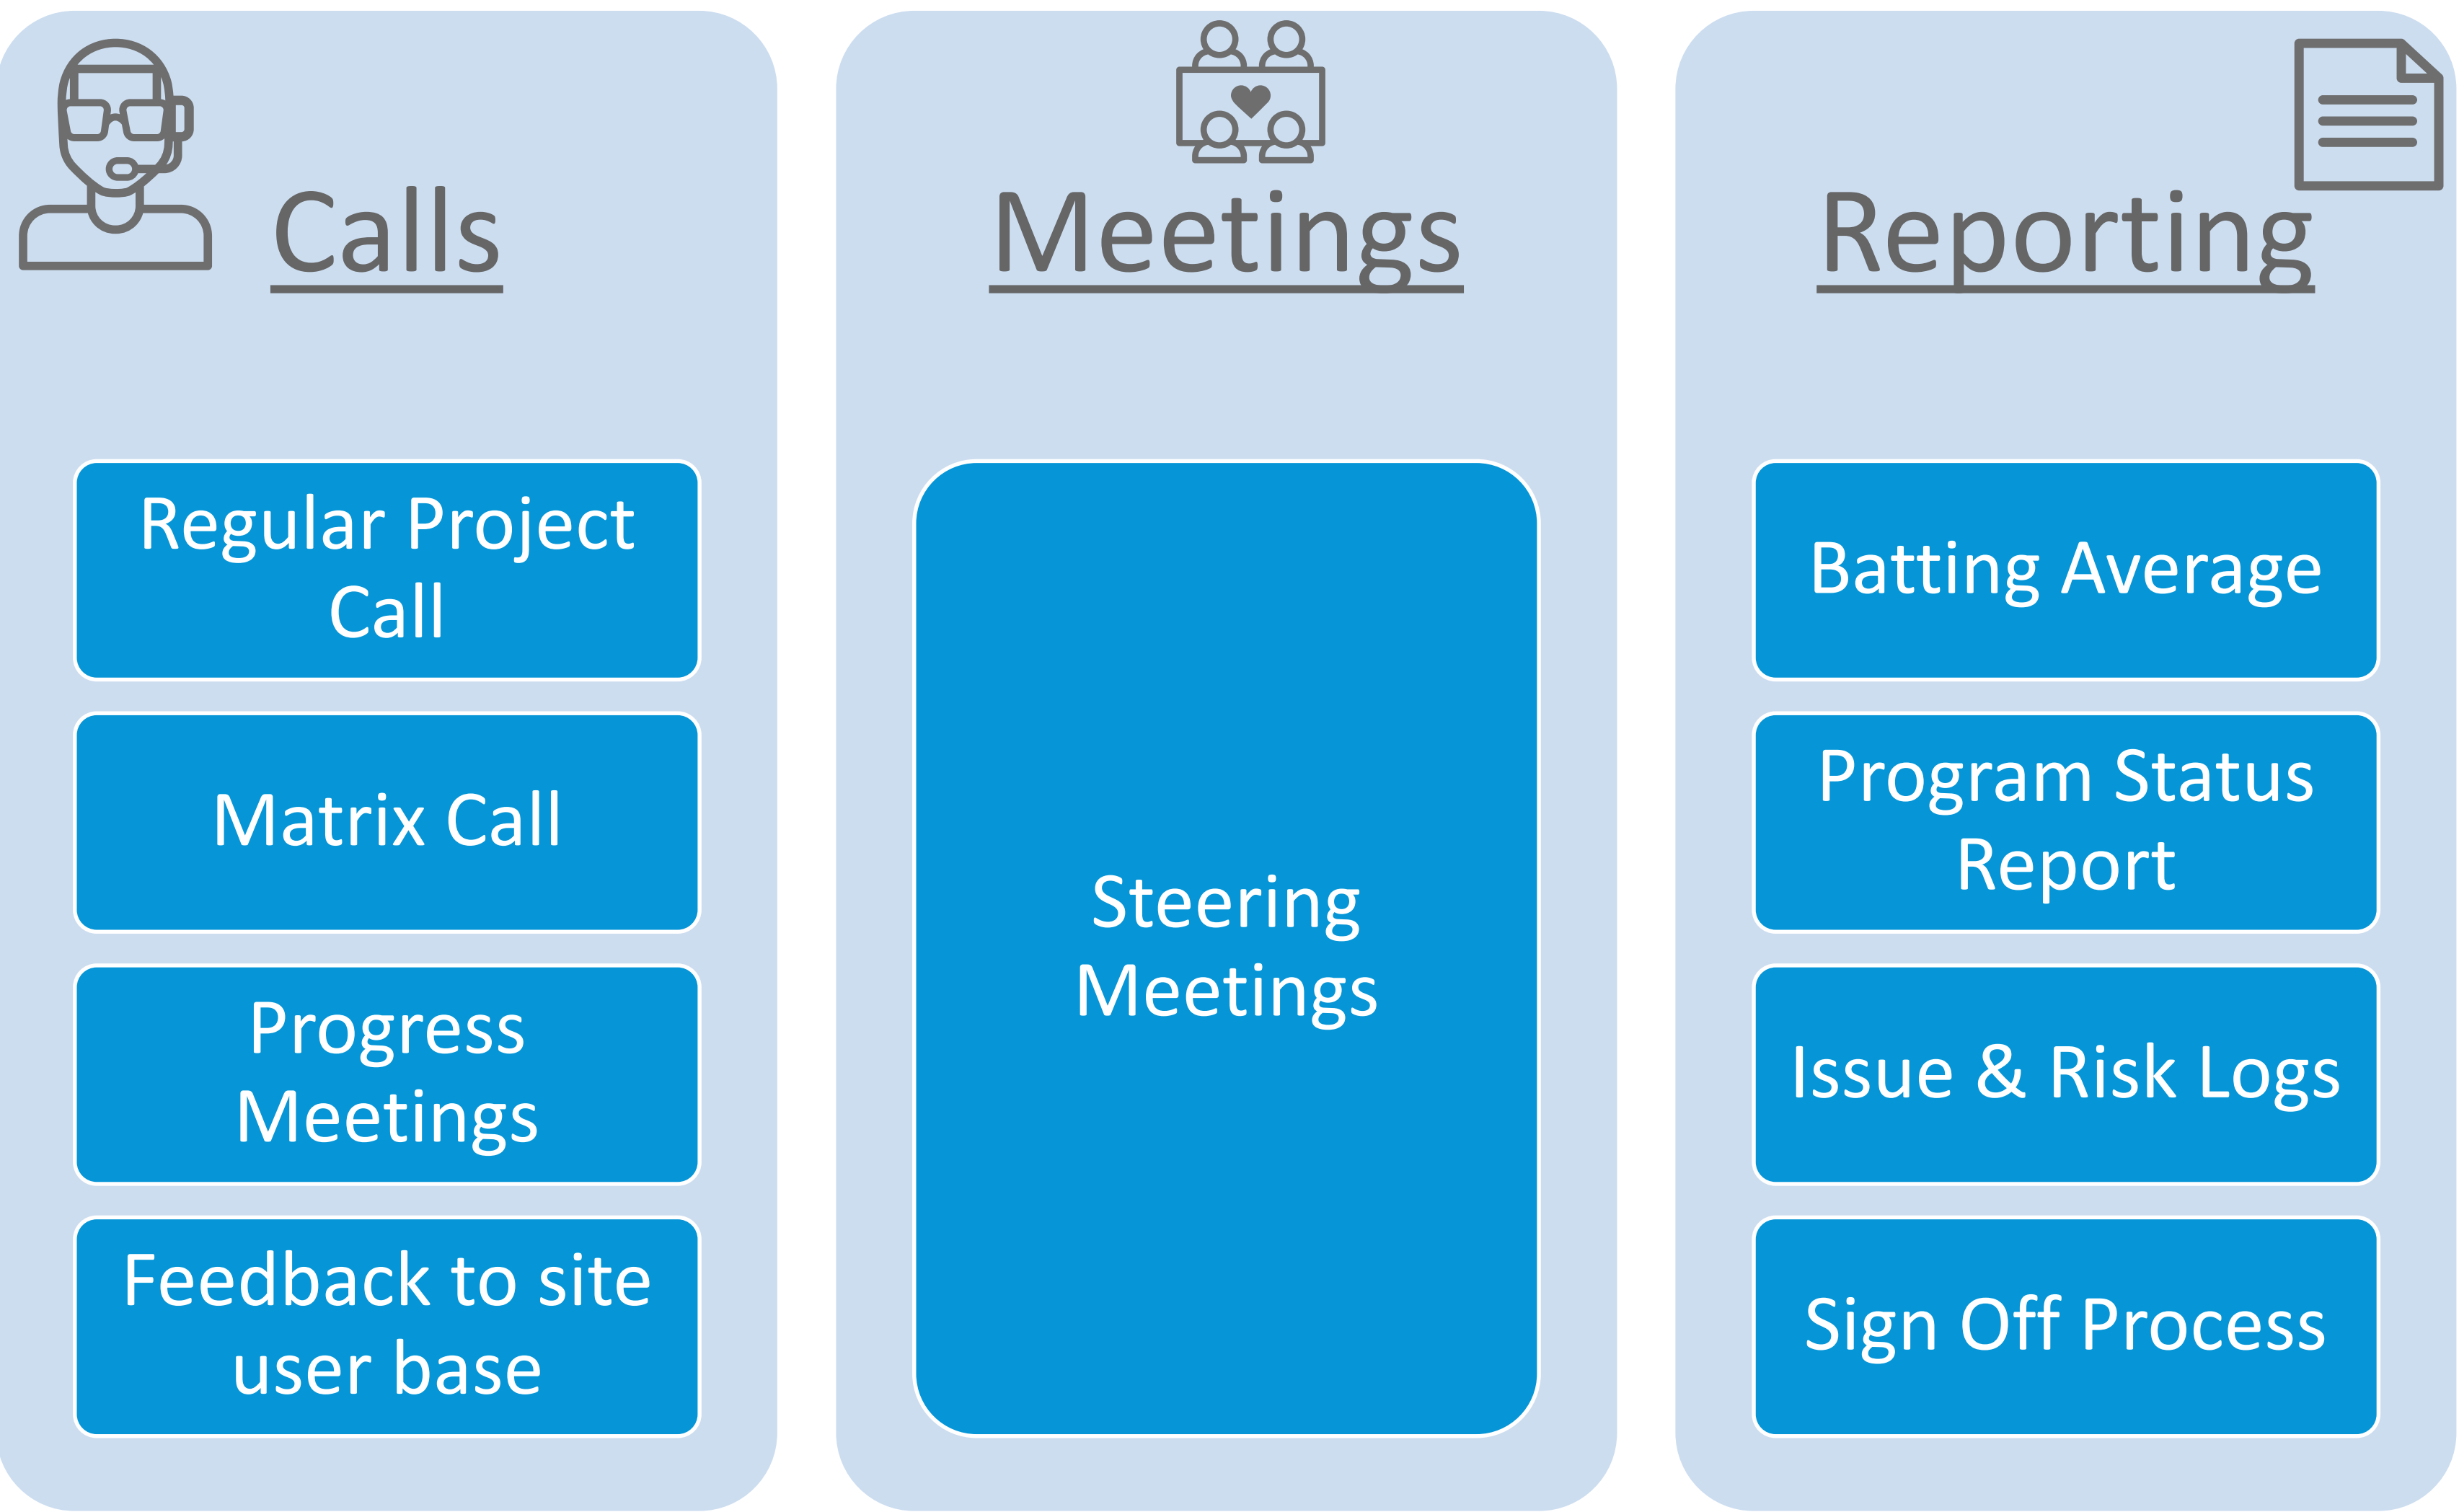 Calls
Regular Project
Call
Matrix Call
Progress
Meetings
Feedback to site
user base
Meetings
Steering
Meetings
Reporting
Batting Average
Program Status
Report
Issue & Risk Logs
Sign Off Process